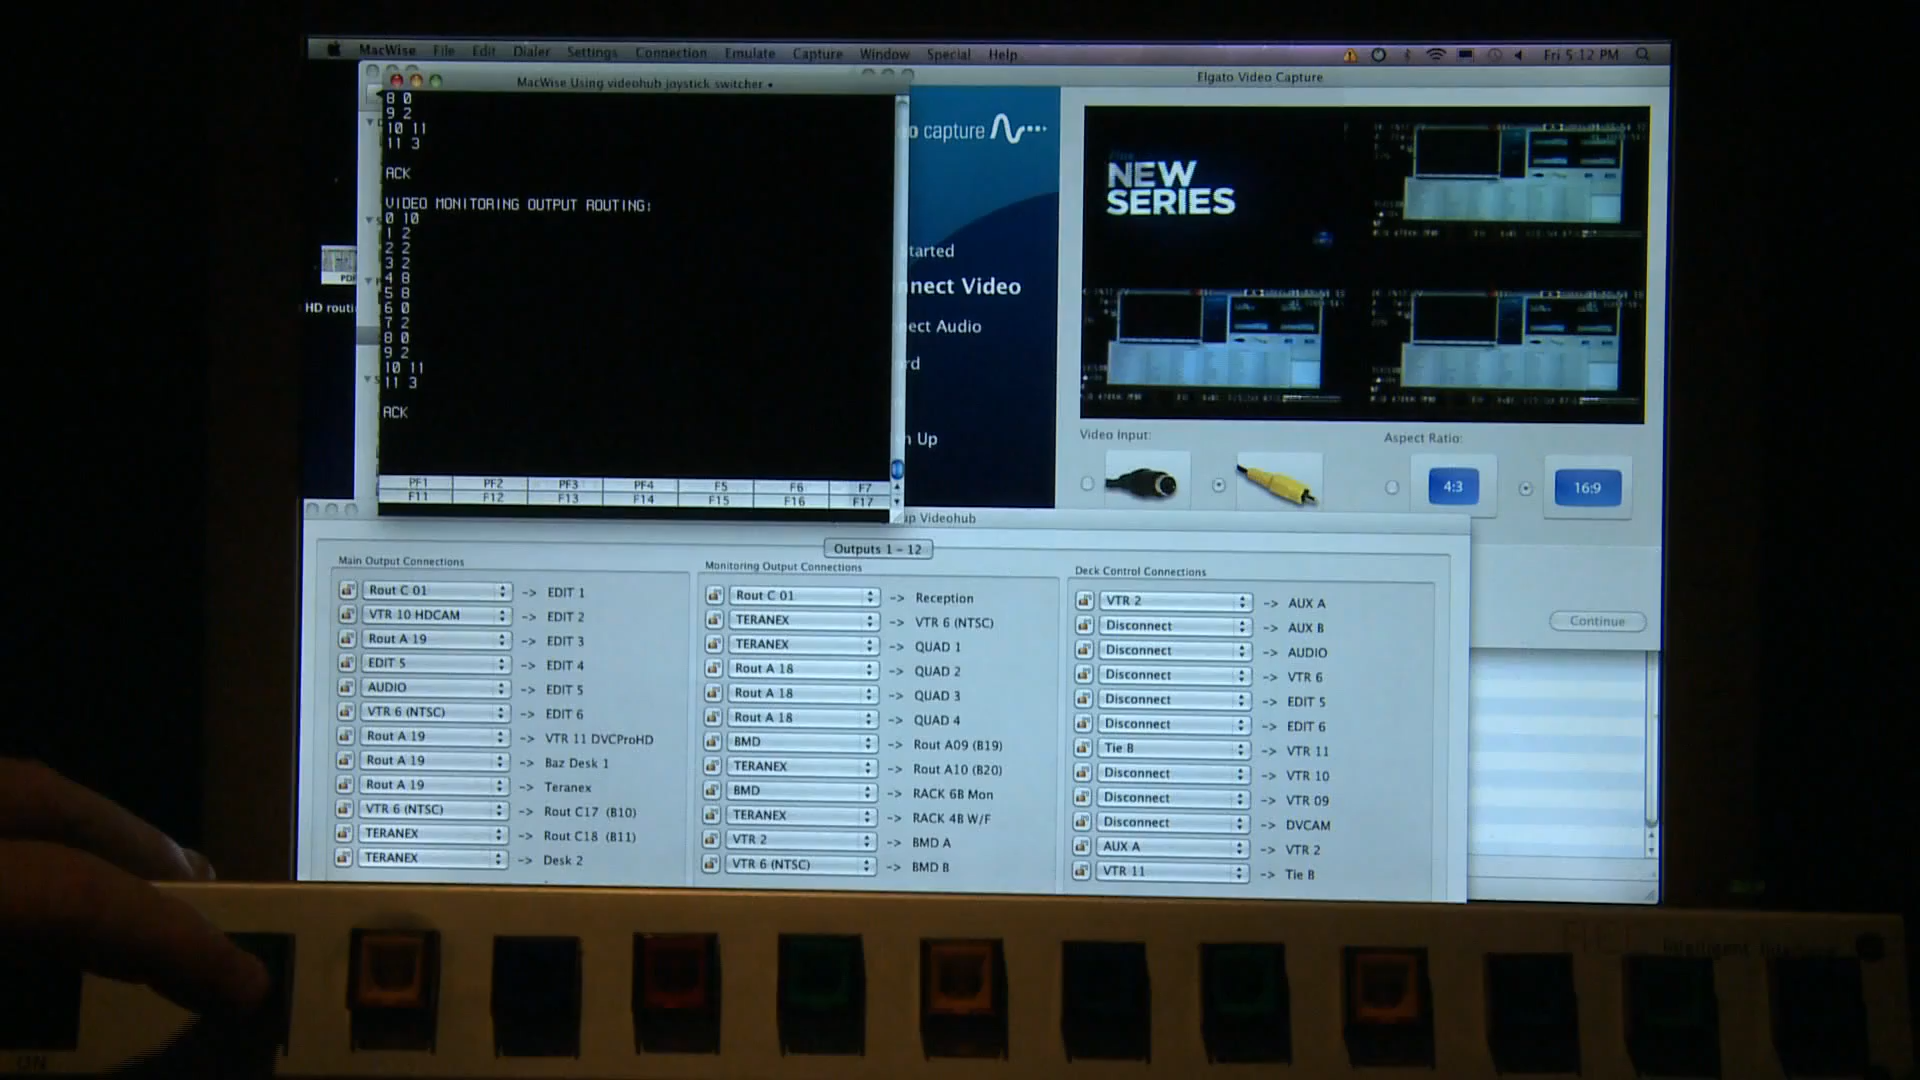 MacWise File Edit Dialer Settings Connection Emulate Capture Window Special Help
Fri 5:12 PM
MacWise Using videohub joystick switcher
Elgato Video Capture
8 0
9 2
10 11
11 3
ACK
VIDEO MONITORING OUTPUT ROUTING:
0 10
1 2
2 2
3 2
4 8
5 8
6 0
7 2
8 0
9 2
10 11
11 3
ACK
PF1 PF2 PF3 PF4 F5 F6 F7
F11 F12 F13 F14 F15 F16 F17
HD routi
capture
NEW
SERIES
tarted
nnect Video
ect Audio
rd
n Up
Video Input:
Aspect Ratio:
4:3
16:9
Continue
up Videohub
Outputs 1 - 12
Main Output Connections
Rout C 01 -> EDIT 1
VTR 10 HDCAM -> EDIT 2
Rout A 19 -> EDIT 3
EDIT 5 -> EDIT 4
AUDIO -> EDIT 5
VTR 6 (NTSC) -> EDIT 6
Rout A 19 -> VTR 11 DVCProHD
Rout A 19 -> Baz Desk 1
Rout A 19 -> Teranex
VTR 6 (NTSC) -> Rout C17 (B10)
TERANEX -> Rout C18 (B11)
TERANEX -> Desk 2
Monitoring Output Connections
Rout C 01 -> Reception
TERANEX -> VTR 6 (NTSC)
TERANEX -> QUAD 1
Rout A 18 -> QUAD 2
Rout A 18 -> QUAD 3
Rout A 18 -> QUAD 4
BMD -> Rout A09 (B19)
TERANEX -> Rout A10 (B20)
BMD -> RACK 6B Mon
TERANEX -> RACK 4B W/F
VTR 2 -> BMD A
VTR 6 (NTSC) -> BMD B
Deck Control Connections
VTR 2 -> AUX A
Disconnect -> AUX B
Disconnect -> AUDIO
Disconnect -> VTR 6
Disconnect -> EDIT 5
Disconnect -> EDIT 6
Tie B -> VTR 11
Disconnect -> VTR 10
Disconnect -> VTR 09
Disconnect -> DVCAM
AUX A -> VTR 2
VTR 11 -> Tie B
Intelligent Interface
ON